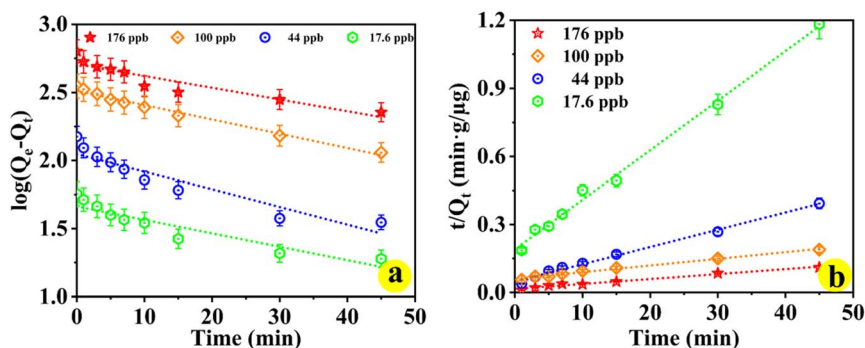 3.0
2.5
2.0
1.5
1.0
log(Qe-Qt)
176 ppb 100 ppb 44 ppb 17.6 ppb
a
0 10 20 30 40 50
Time (min)
1.2
0.9
0.6
0.3
0.0
t/Qt (min·g/μg)
176 ppb
100 ppb
44 ppb
17.6 ppb
b
0 10 20 30 40 50
Time (min)